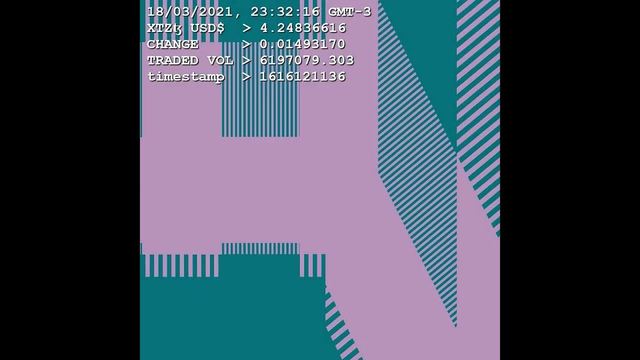 18/03/2021, 23:32:16 GMT-3
XTZꜩ USD$ > 4.24836616
CHANGE > 0.01493170
TRADED VOL > 6197079.303
timestamp > 1616121136